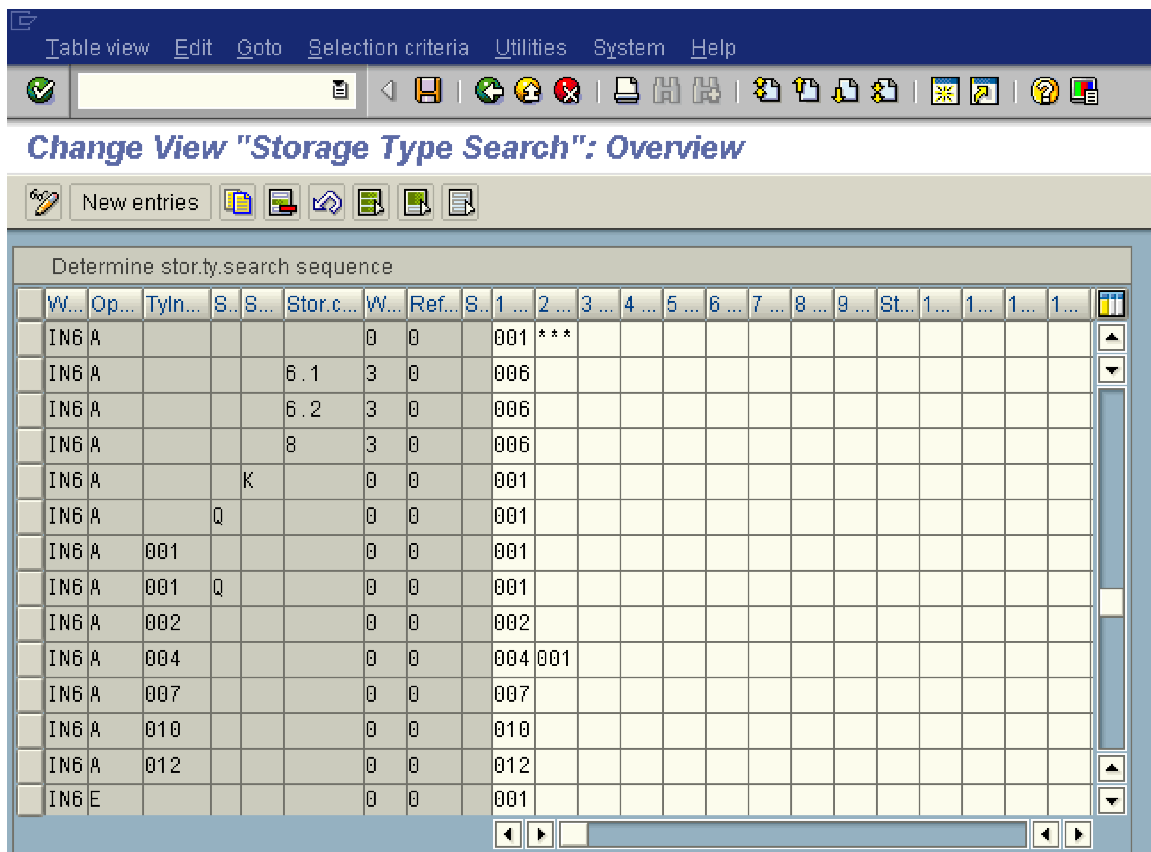 Table view Edit Goto Selection criteria Utilities System Help
Change View "Storage Type Search": Overview
New entries
Determine stor.ty.search sequence
W... Op... TyIn... S.. S... Stor.c... W... Ref... S.. 1 ... 2 ... 3 ... 4 ... 5 ... 6 ... 7 ... 8 ... 9 ... St... 1... 1... 1... 1...
IN6 A 0 0 001 ***
IN6 A 6.1 3 0 006
IN6 A 6.2 3 0 006
IN6 A 8 3 0 006
IN6 A K 0 0 001
IN6 A Q 0 0 001
IN6 A 001 0 0 001
IN6 A 001 Q 0 0 001
IN6 A 002 0 0 002
IN6 A 004 0 0 004 001
IN6 A 007 0 0 007
IN6 A 010 0 0 010
IN6 A 012 0 0 012
IN6 E 0 0 001